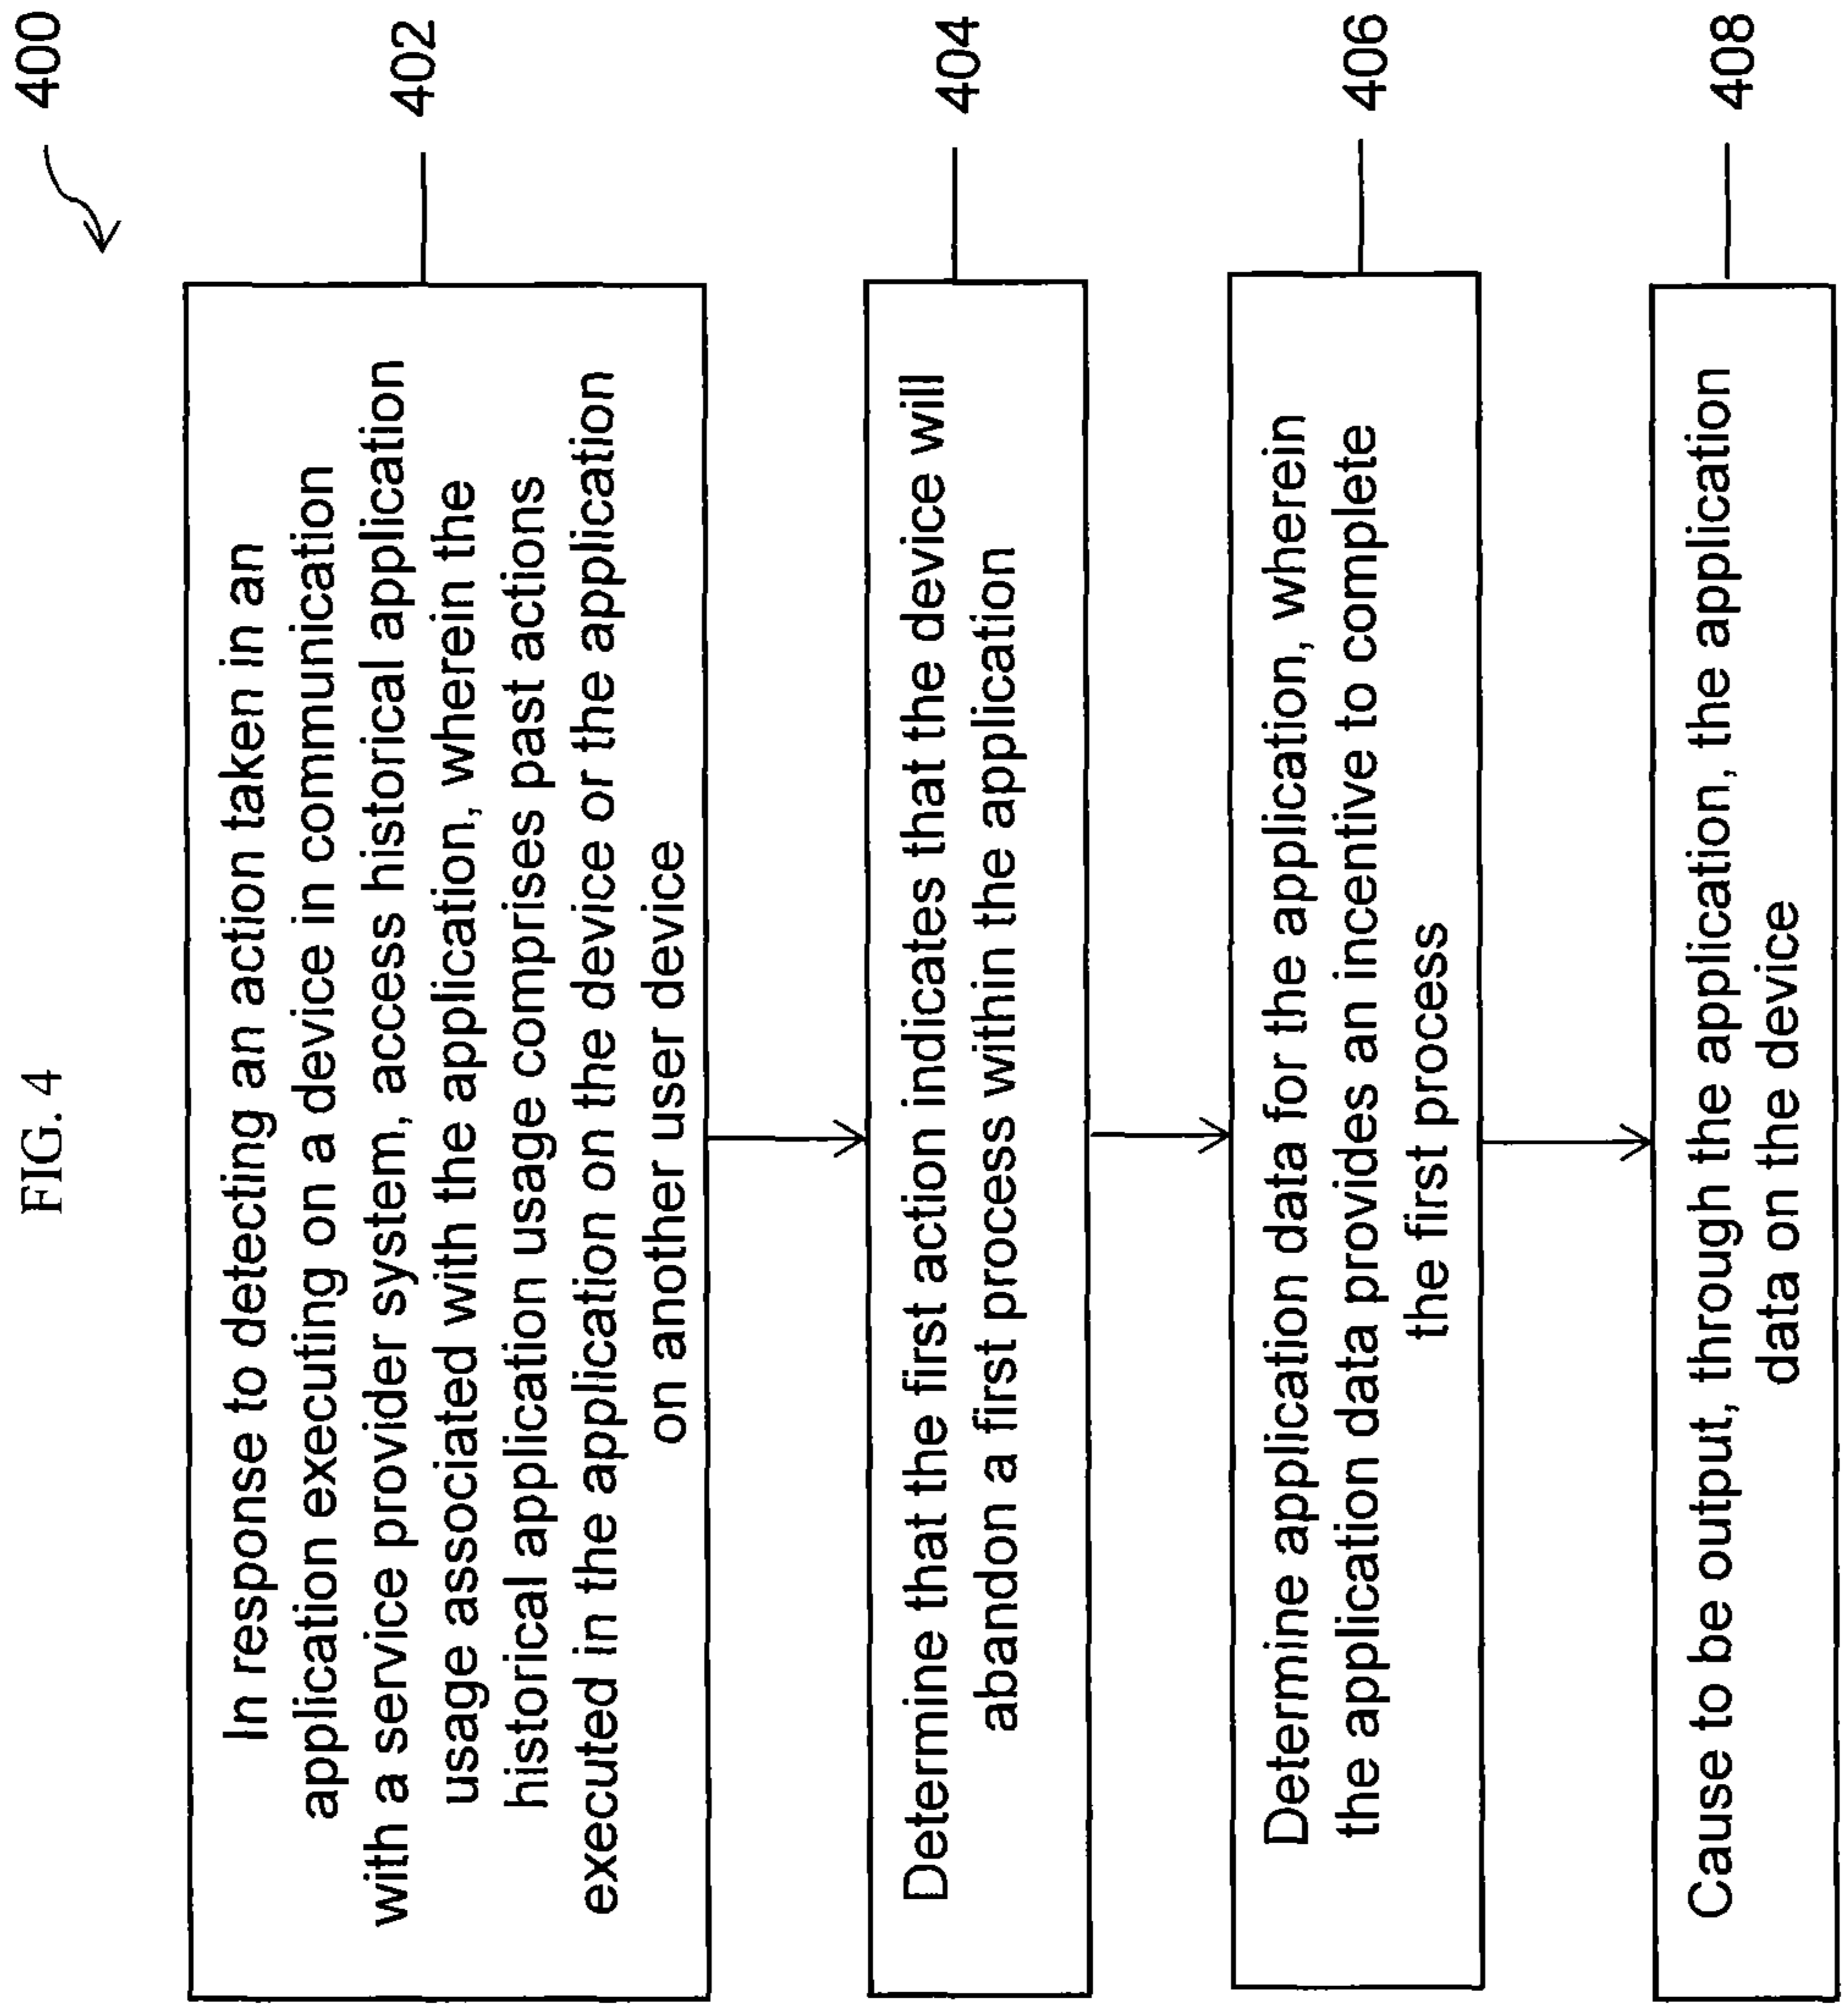 FIG. 4
400
In response to detecting an action taken in an
application executing on a device in communication
with a service provider system, access historical application
usage associated with the application, wherein the
historical application usage comprises past actions
executed in the application on the device or the application
on another user device
402
Determine that the first action indicates that the device will
abandon a first process within the application
404
Determine application data for the application, wherein
the application data provides an incentive to complete
the first process
406
Cause to be output, through the application, the application
data on the device
408